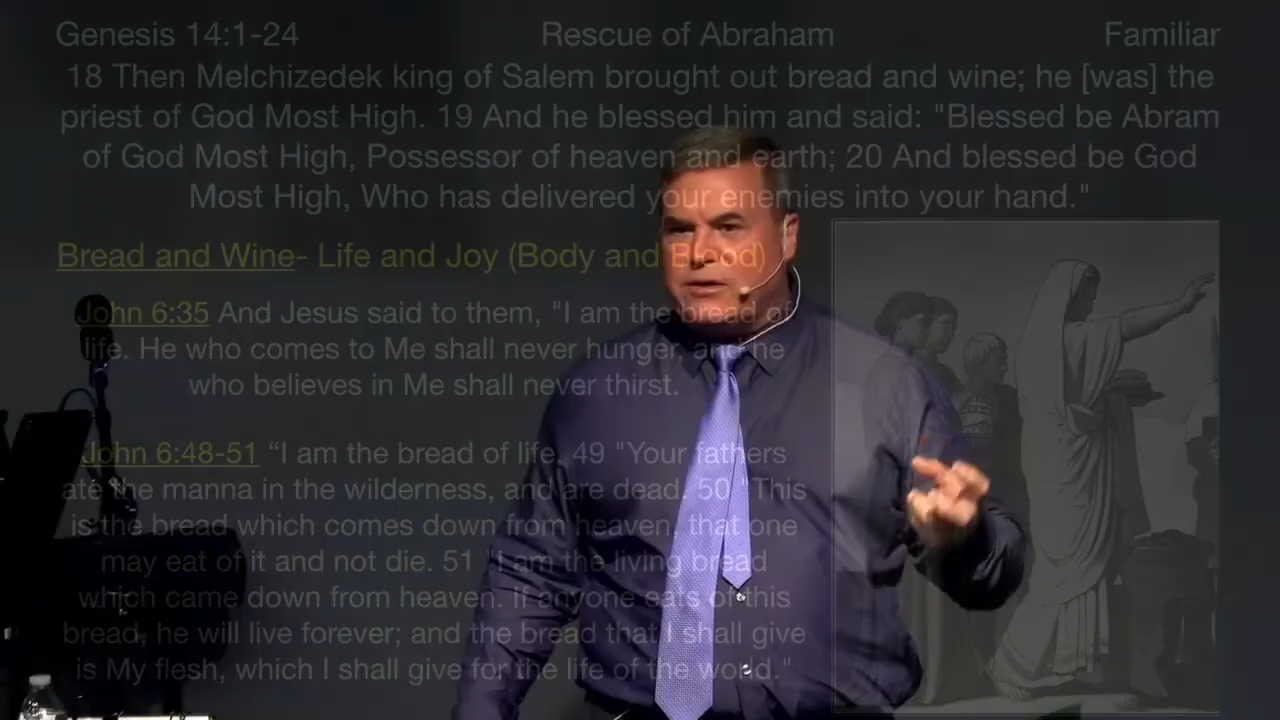 Genesis 14:1-24 Rescue of Abraham Familiar
18 Then Melchizedek king of Salem brought out bread and wine; he [was] the
priest of God Most High. 19 And he blessed him and said: "Blessed be Abram
of God Most High, Possessor of heaven and earth; 20 And blessed be God
Most High, Who has delivered your enemies into your hand."
Bread and Wine- Life and Joy (Body and Blood)
John 6:35 And Jesus said to them, "I am the bread of
life. He who comes to Me shall never hunger, and he
who believes in Me shall never thirst.
John 6:48-51 “I am the bread of life. 49 "Your fathers
ate the manna in the wilderness, and are dead. 50 "This
is the bread which comes down from heaven, that one
may eat of it and not die. 51 "I am the living bread
which came down from heaven. If anyone eats of this
bread, he will live forever; and the bread that I shall give
is My flesh, which I shall give for the life of the world."